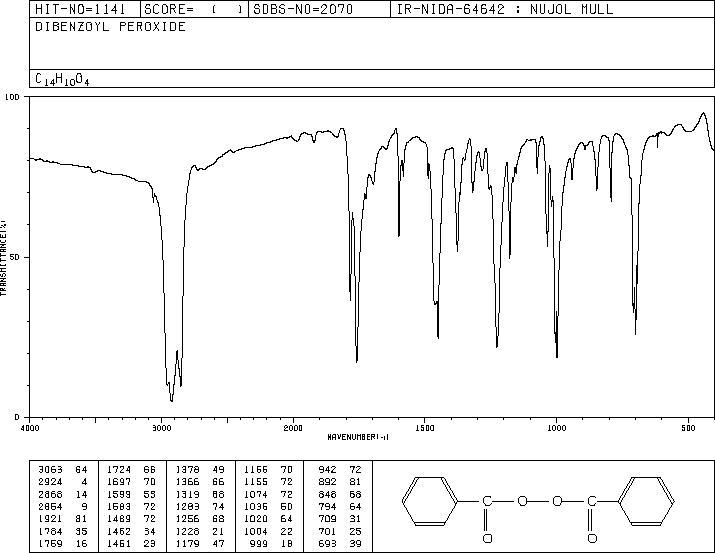 HIT-NO=1141 SCORE= ( ) SDBS-NO=2070 IR-NIDA-64642 : NUJOL MULL
DIBENZOYL PEROXIDE
C14H10O4
100
50
0
TRANSMITTANCE(%)
4000 3000 2000 1500 1000 500
WAVENUMBER(-1)
3063 64 1724 66 1378 49 1166 70 942 72
2924 4 1697 70 1366 66 1155 72 892 81
2868 14 1599 55 1319 68 1074 72 848 68
2854 9 1583 72 1283 74 1036 50 794 64
1921 81 1489 72 1256 68 1020 64 709 31
1784 35 1462 34 1228 21 1004 22 701 25
1759 16 1451 23 1179 47 999 18 693 39
C O O C
O O